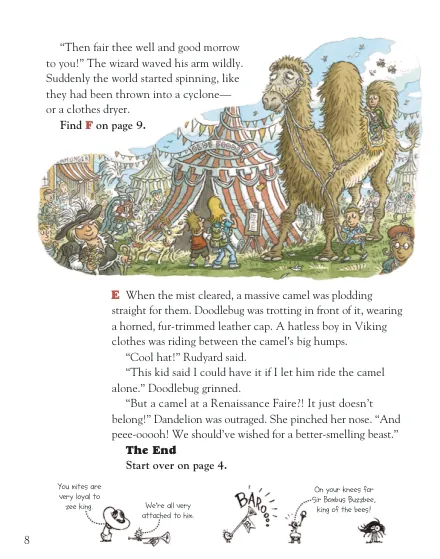 “Then fair thee well and good morrow
to you!” The wizard waved his arm wildly.
Suddenly the world started spinning, like
they had been thrown into a cyclone—
or a clothes dryer.
Find F on page 9.
E When the mist cleared, a massive camel was plodding
straight for them. Doodlebug was trotting in front of it, wearing
a horned, fur-trimmed leather cap. A hatless boy in Viking
clothes was riding between the camel’s big humps.
“Cool hat!” Rudyard said.
“This kid said I could have it if I let him ride the camel
alone.” Doodlebug grinned.
“But a camel at a Renaissance Faire?! It just doesn’t
belong!” Dandelion was outraged. She pinched her nose. “And
peee-ooooh! We should’ve wished for a better-smelling beast.”
The End
Start over on page 4.
You mites are
very loyal to
zee king.
We’re all very
attached to him.
On your knees for
Sir Bombus Buzzbee,
king of the bees!
8